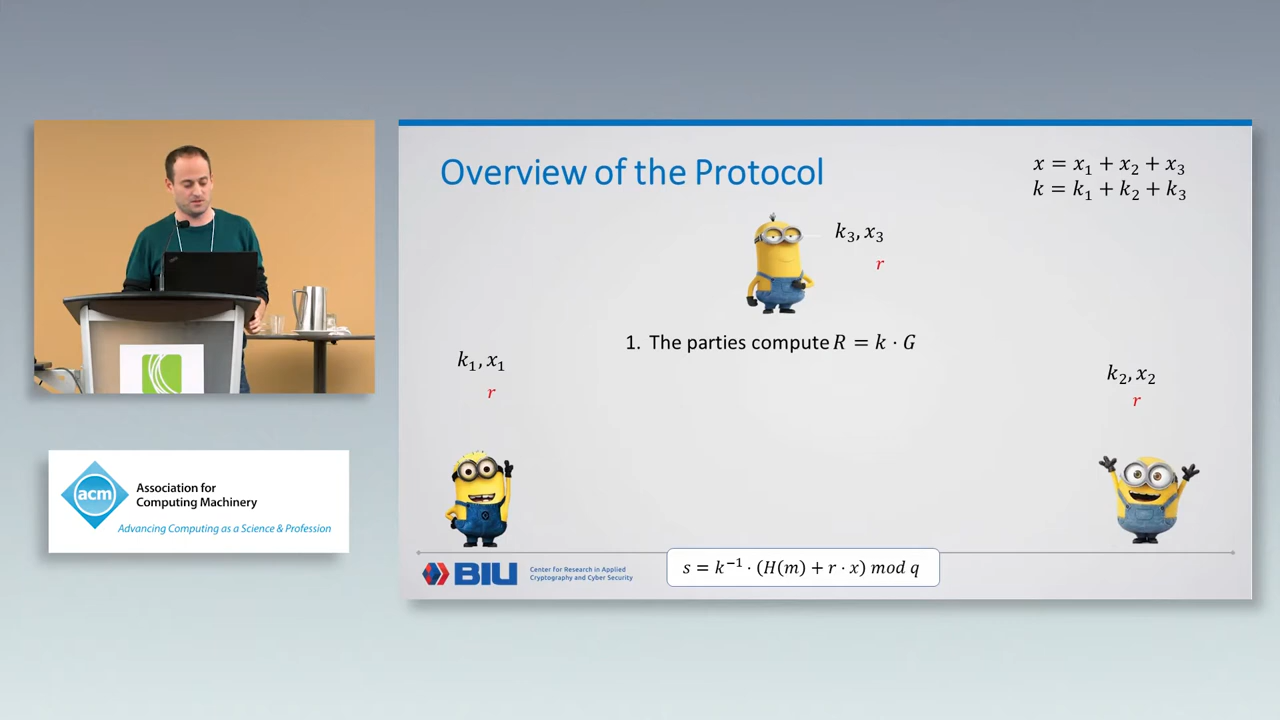 Overview of the Protocol
x = x₁ + x₂ + x₃
k = k₁ + k₂ + k₃
k₃, x₃
r
1. The parties compute R = k · G
k₁, x₁
r
k₂, x₂
r
acm
Association for
Computing Machinery
Advancing Computing as a Science & Profession
BIU
Center for Research in Applied
Cryptography and Cyber Security
s = k⁻¹ · (H(m) + r · x) mod q